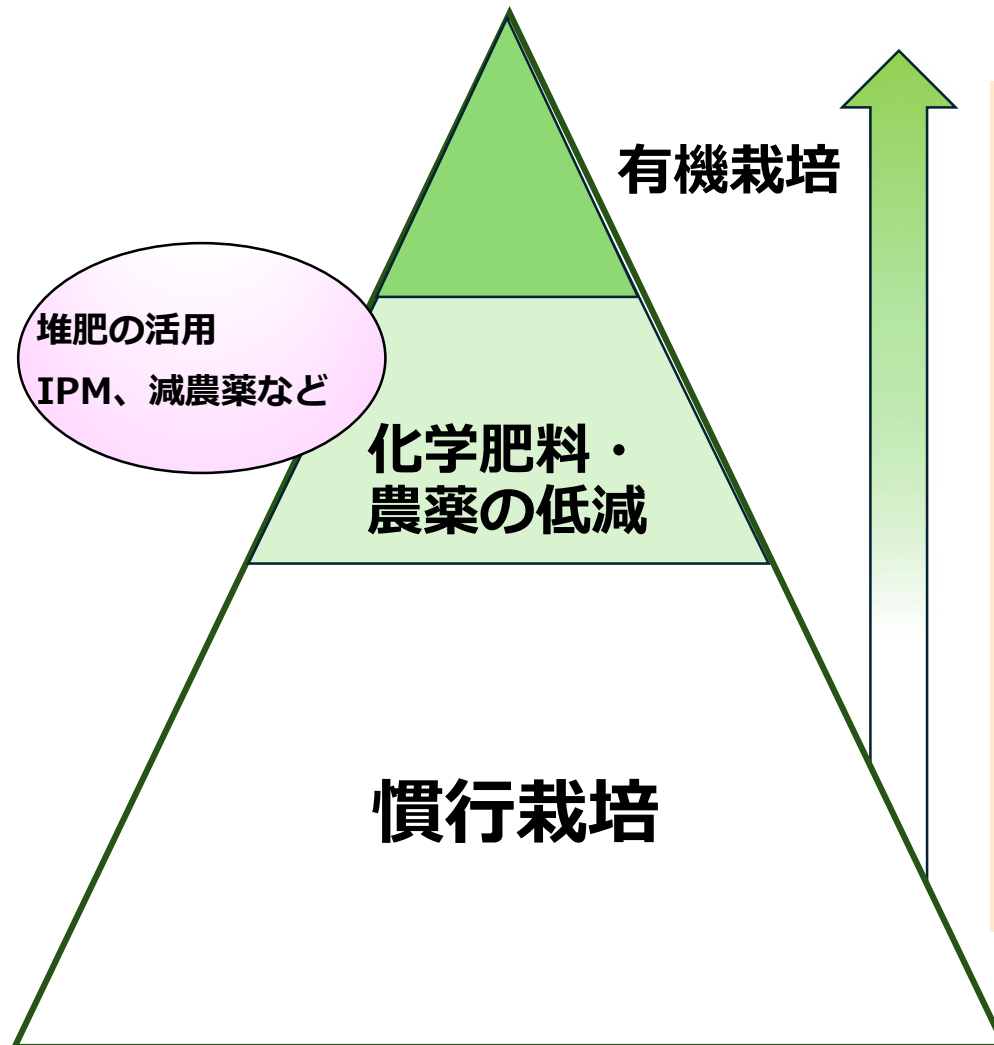 有機栽培
堆肥の活用
IPM、減農薬など
化学肥料・
農薬の低減
慣行栽培